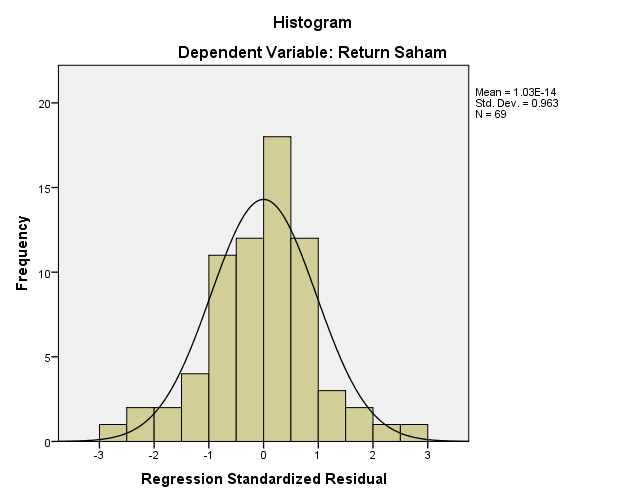 Histogram
Dependent Variable: Return Saham
Mean = 1.03E-14
Std. Dev. = 0.963
N = 69
Frequency
20
15
10
5
0
-3 -2 -1 0 1 2 3
Regression Standardized Residual